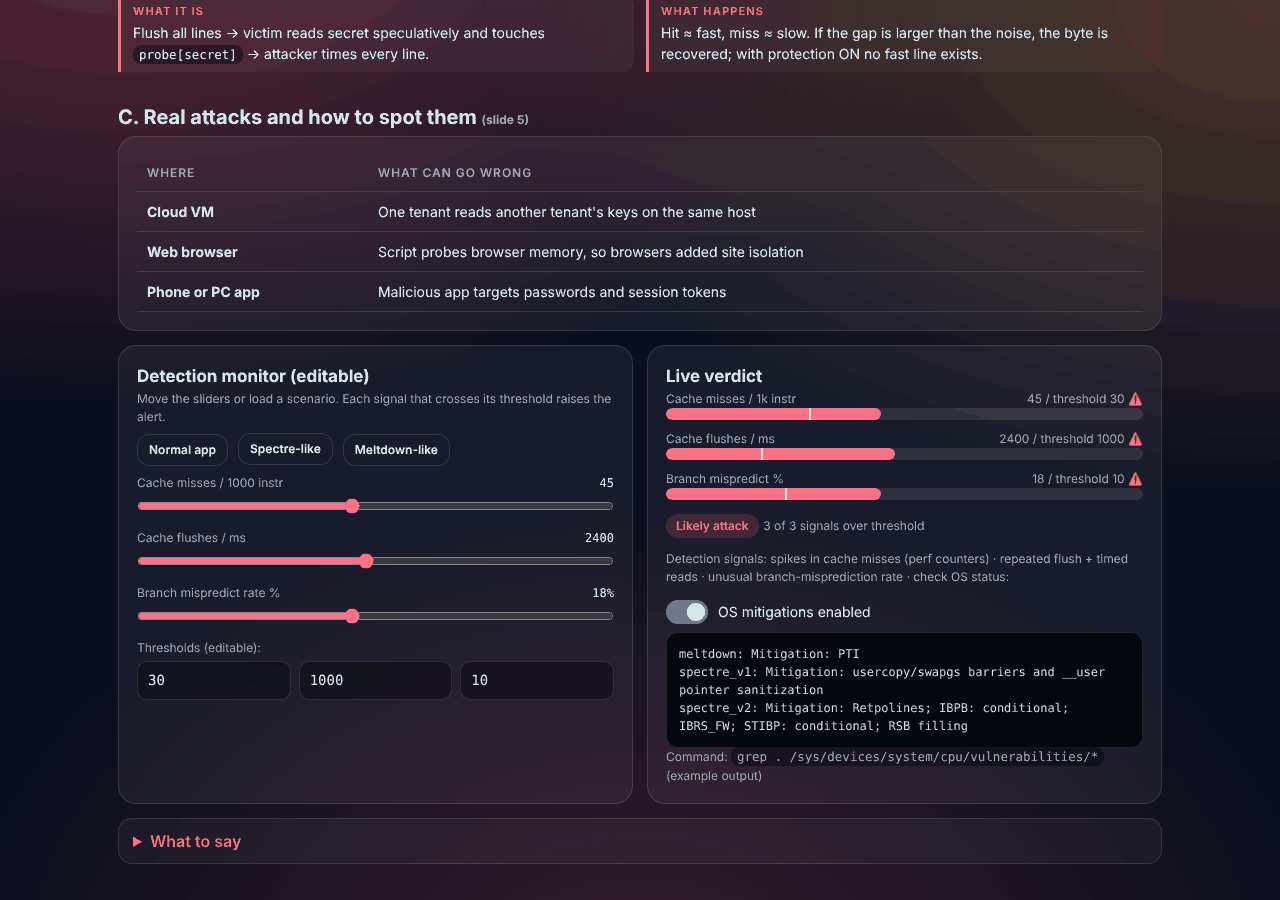 WHAT IT IS
Flush all lines → victim reads secret speculatively and touches
probe[secret] → attacker times every line.
WHAT HAPPENS
Hit ≈ fast, miss ≈ slow. If the gap is larger than the noise, the byte is
recovered; with protection ON no fast line exists.
C. Real attacks and how to spot them (slide 5)
WHERE WHAT CAN GO WRONG
Cloud VM One tenant reads another tenant's keys on the same host
Web browser Script probes browser memory, so browsers added site isolation
Phone or PC app Malicious app targets passwords and session tokens
Detection monitor (editable)
Move the sliders or load a scenario. Each signal that crosses its threshold raises the
alert.
Normal app Spectre-like Meltdown-like
Cache misses / 1000 instr 45
Cache flushes / ms 2400
Branch mispredict rate % 18%
Thresholds (editable):
30 1000 10
Live verdict
Cache misses / 1k instr 45 / threshold 30 ⚠
Cache flushes / ms 2400 / threshold 1000 ⚠
Branch mispredict % 18 / threshold 10 ⚠
Likely attack 3 of 3 signals over threshold
Detection signals: spikes in cache misses (perf counters) · repeated flush + timed
reads · unusual branch-misprediction rate · check OS status:
OS mitigations enabled
meltdown: Mitigation: PTI
spectre_v1: Mitigation: usercopy/swapgs barriers and __user
pointer sanitization
spectre_v2: Mitigation: Retpolines; IBPB: conditional;
IBRS_FW; STIBP: conditional; RSB filling
Command: grep . /sys/devices/system/cpu/vulnerabilities/*
(example output)
▶ What to say